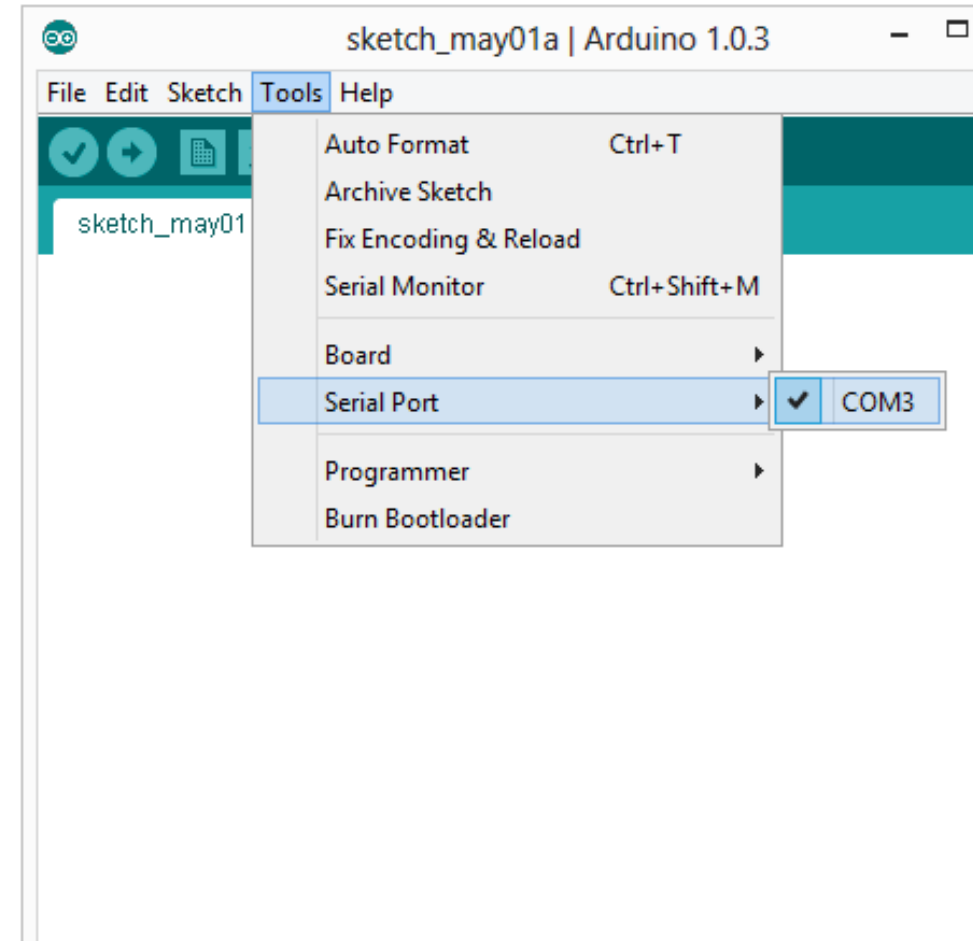 sketch_may01a | Arduino 1.0.3
File Edit Sketch Tools Help
Auto Format Ctrl+T
Archive Sketch
sketch_may01
Fix Encoding & Reload
Serial Monitor Ctrl+Shift+M
Board
Serial Port COM3
Programmer
Burn Bootloader